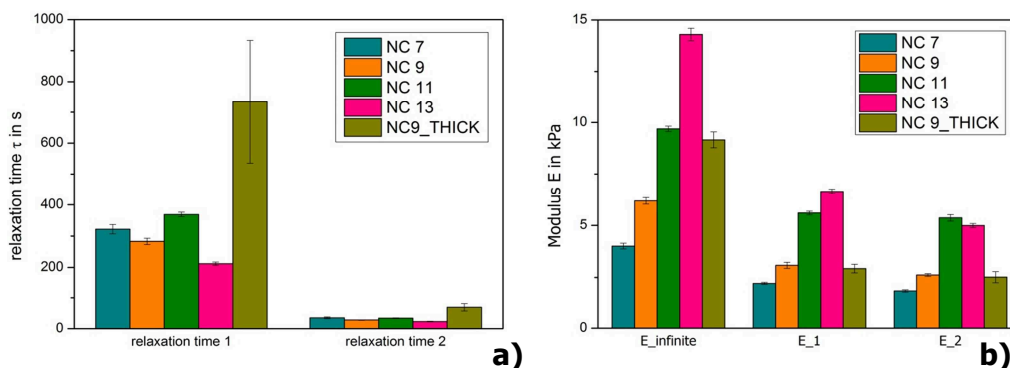 relaxation time τ in s
1000
800
600
400
200
0
NC 7
NC 9
NC 11
NC 13
NC9_THICK
relaxation time 1
relaxation time 2
a)
Modulus E in kPa
15
10
5
0
NC 7
NC 9
NC 11
NC 13
NC 9_THICK
E_infinite
E_1
E_2
b)